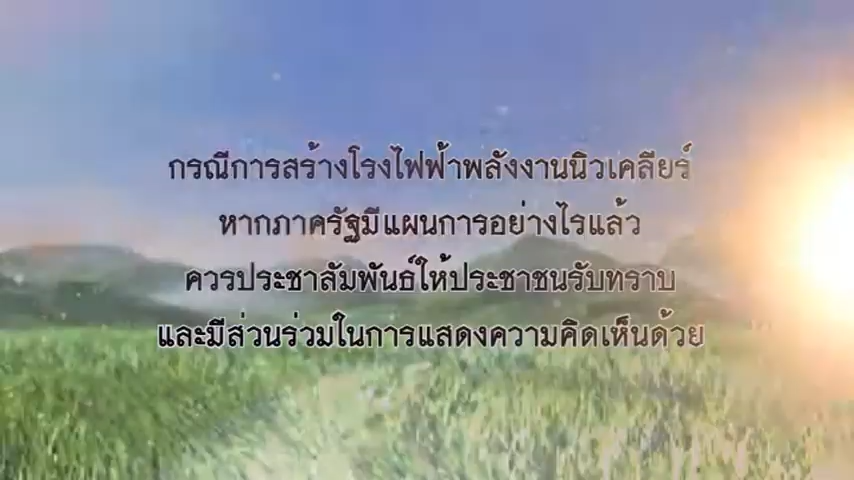 กรณีการสร้างโรงไฟฟ้าพลังงานนิวเคลียร์
หากภาครัฐมีแผนการอย่างไรแล้ว
ควรประชาสัมพันธ์ให้ประชาชนรับทราบ
และมีส่วนร่วมในการแสดงความคิดเห็นด้วย